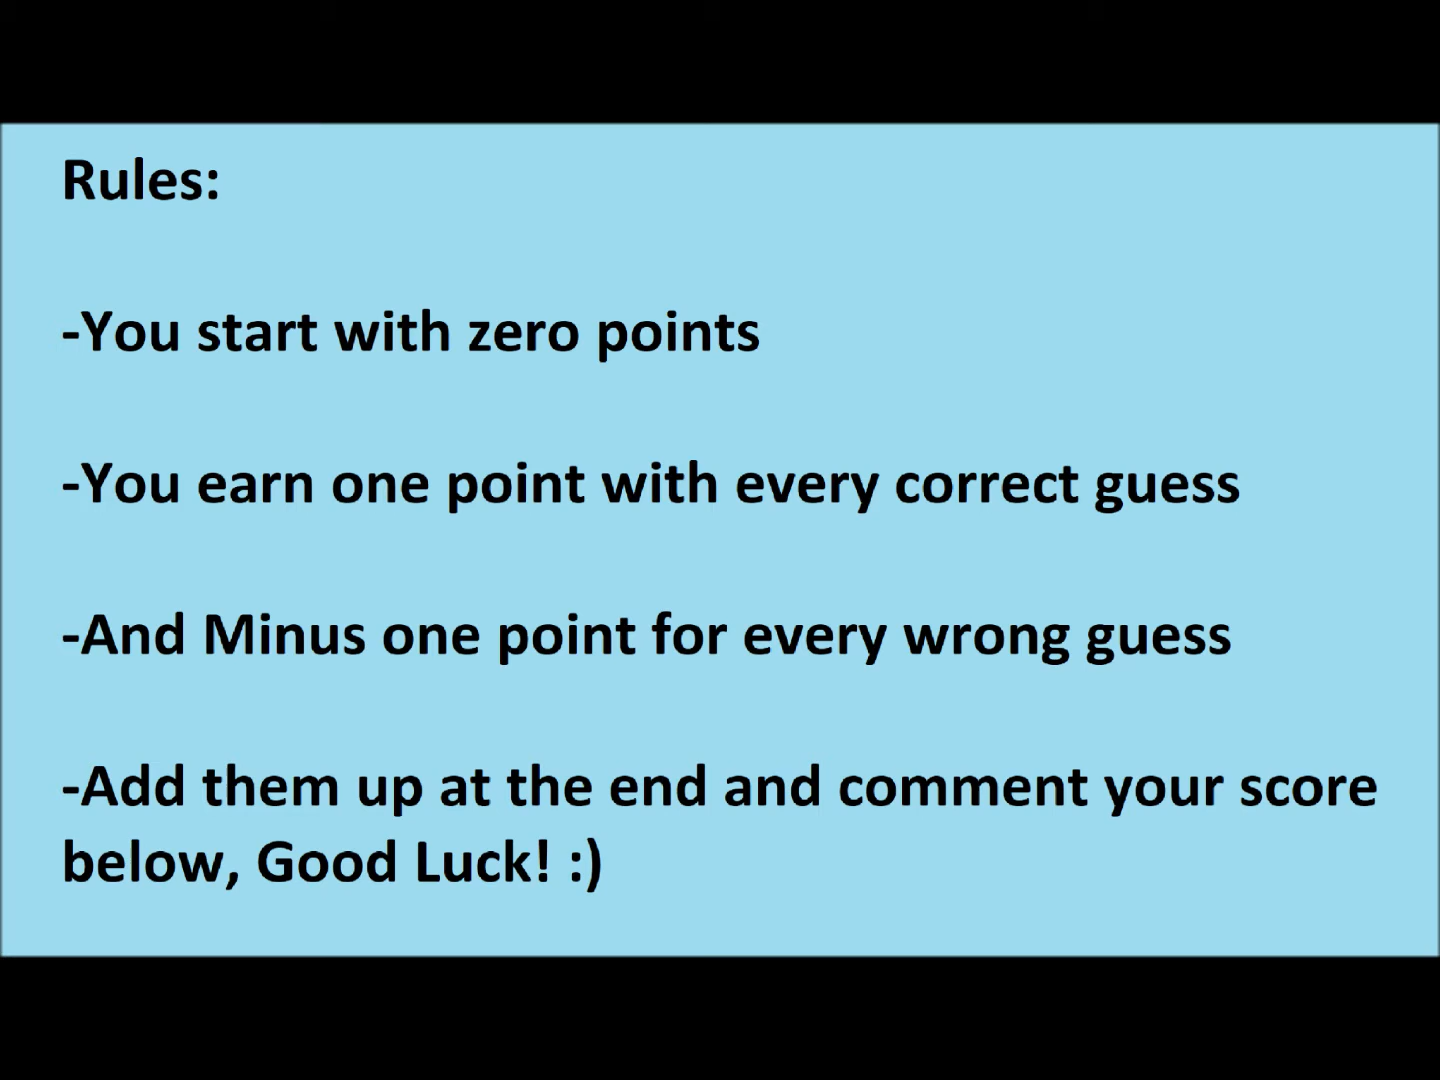 Rules:
-You start with zero points
-You earn one point with every correct guess
-And Minus one point for every wrong guess
-Add them up at the end and comment your score
below, Good Luck! :)